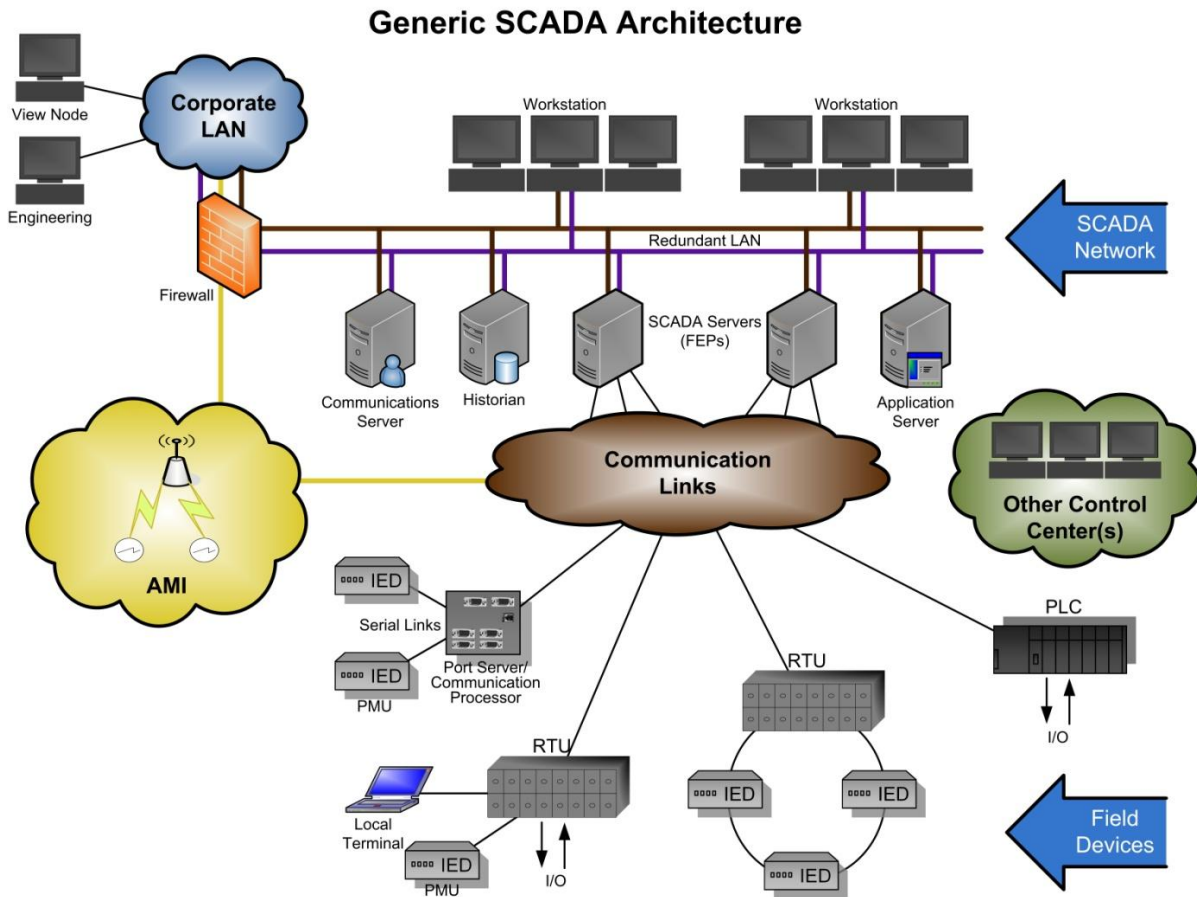 Generic SCADA Architecture
View Node
Engineering
Corporate
LAN
Firewall
Workstation
Workstation
Redundant LAN
SCADA
Network
Communications
Server
Historian
SCADA Servers
(FEPs)
Application
Server
AMI
Communication
Links
Other Control
Center(s)
IED
Serial Links
IED
PMU
Port Server/
Communication
Processor
RTU
Local
Terminal
IED
PMU
I/O
RTU
IED
IED
IED
PLC
I/O
Field
Devices